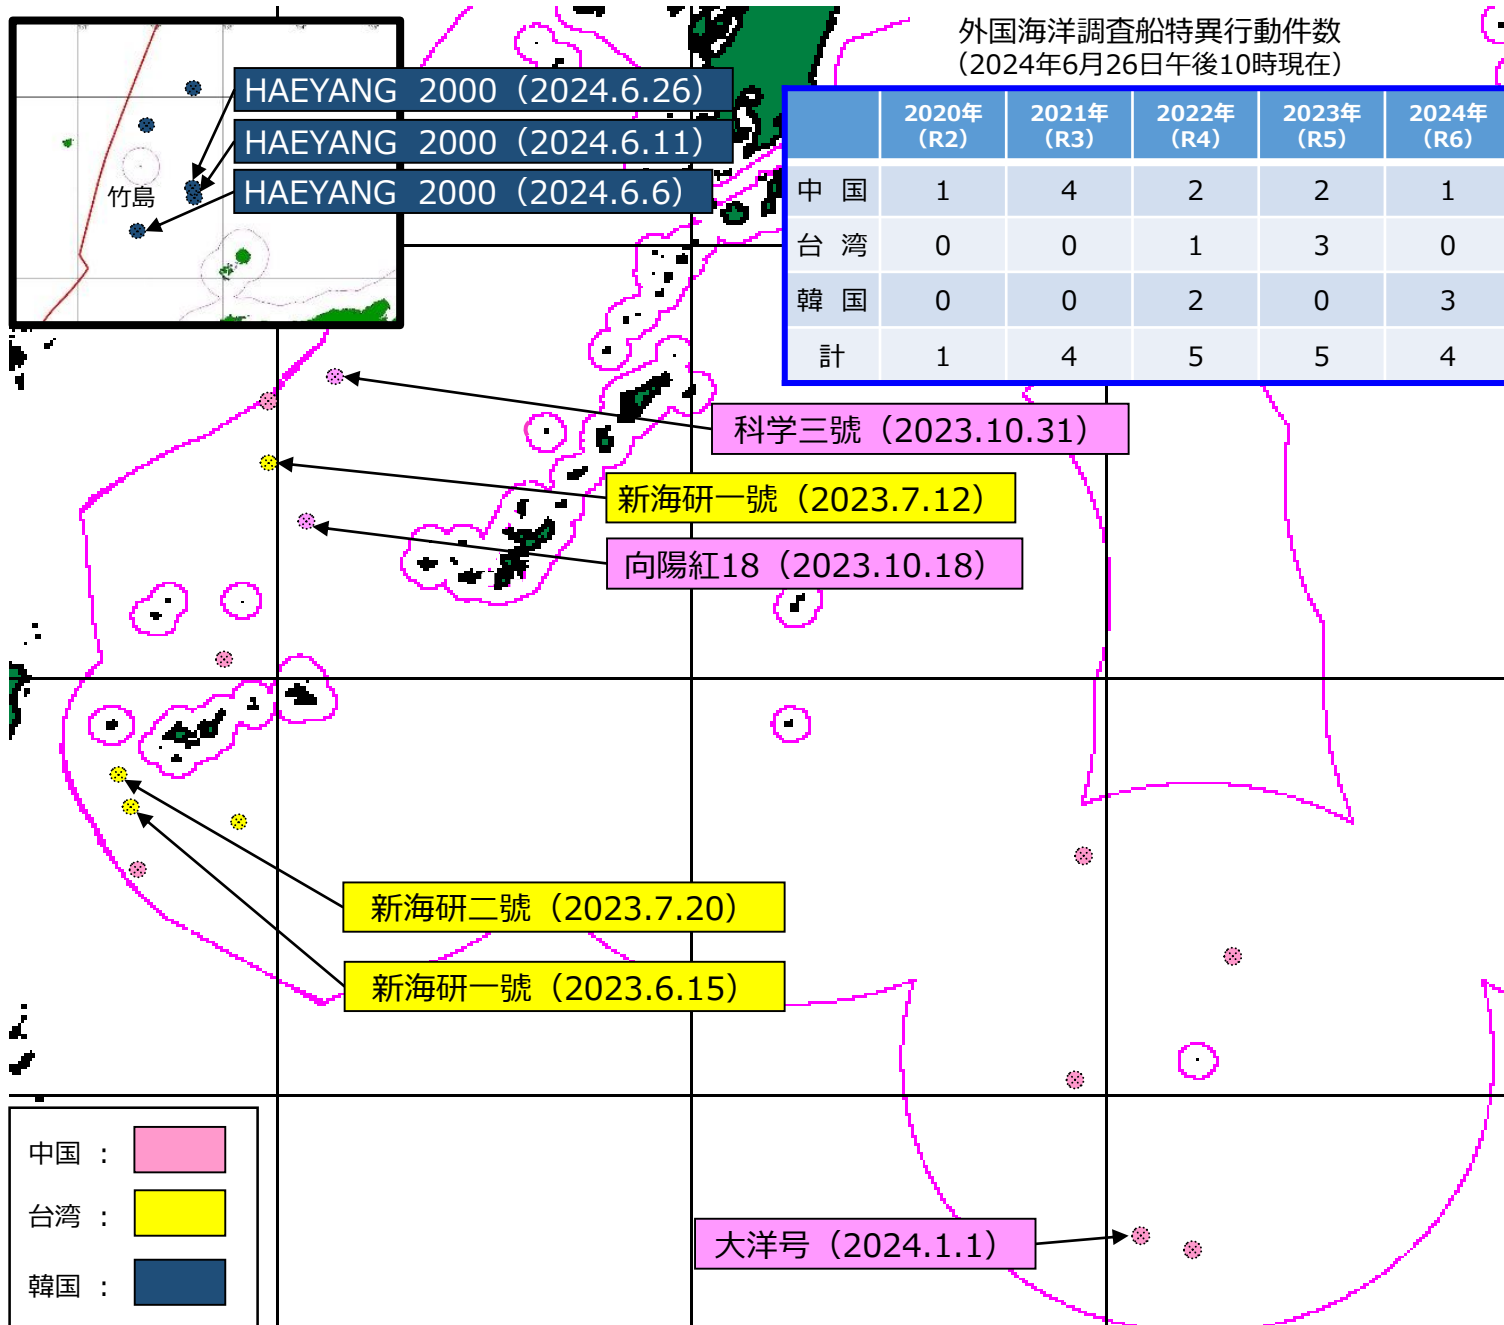 外国海洋調査船特異行動件数
（2024年6月26日午後10時現在）
2020年 2021年 2022年 2023年 2024年
（R2） （R3） （R4） （R5） （R6）
中 国 1 4 2 2 1
台 湾 0 0 1 3 0
韓 国 0 0 2 0 3
計 1 4 5 5 4
HAEYANG 2000（2024.6.26）
HAEYANG 2000（2024.6.11）
HAEYANG 2000（2024.6.6）
竹島
科学三號（2023.10.31）
新海研一號（2023.7.12）
向陽紅18（2023.10.18）
新海研二號（2023.7.20）
新海研一號（2023.6.15）
大洋号（2024.1.1）
中国 ：
台湾 ：
韓国 ：